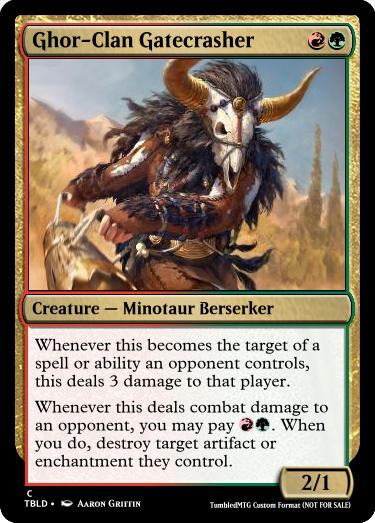 Ghor-Clan Gatecrasher
Creature — Minotaur Berserker
Whenever this becomes the target of a
spell or ability an opponent controls,
this deals 3 damage to that player.
Whenever this deals combat damage to
an opponent, you may pay . When
you do, destroy target artifact or
enchantment they control.
2/1
C
TBLD • Aaron Griffin
TumbledMTG Custom Format (NOT FOR SALE)